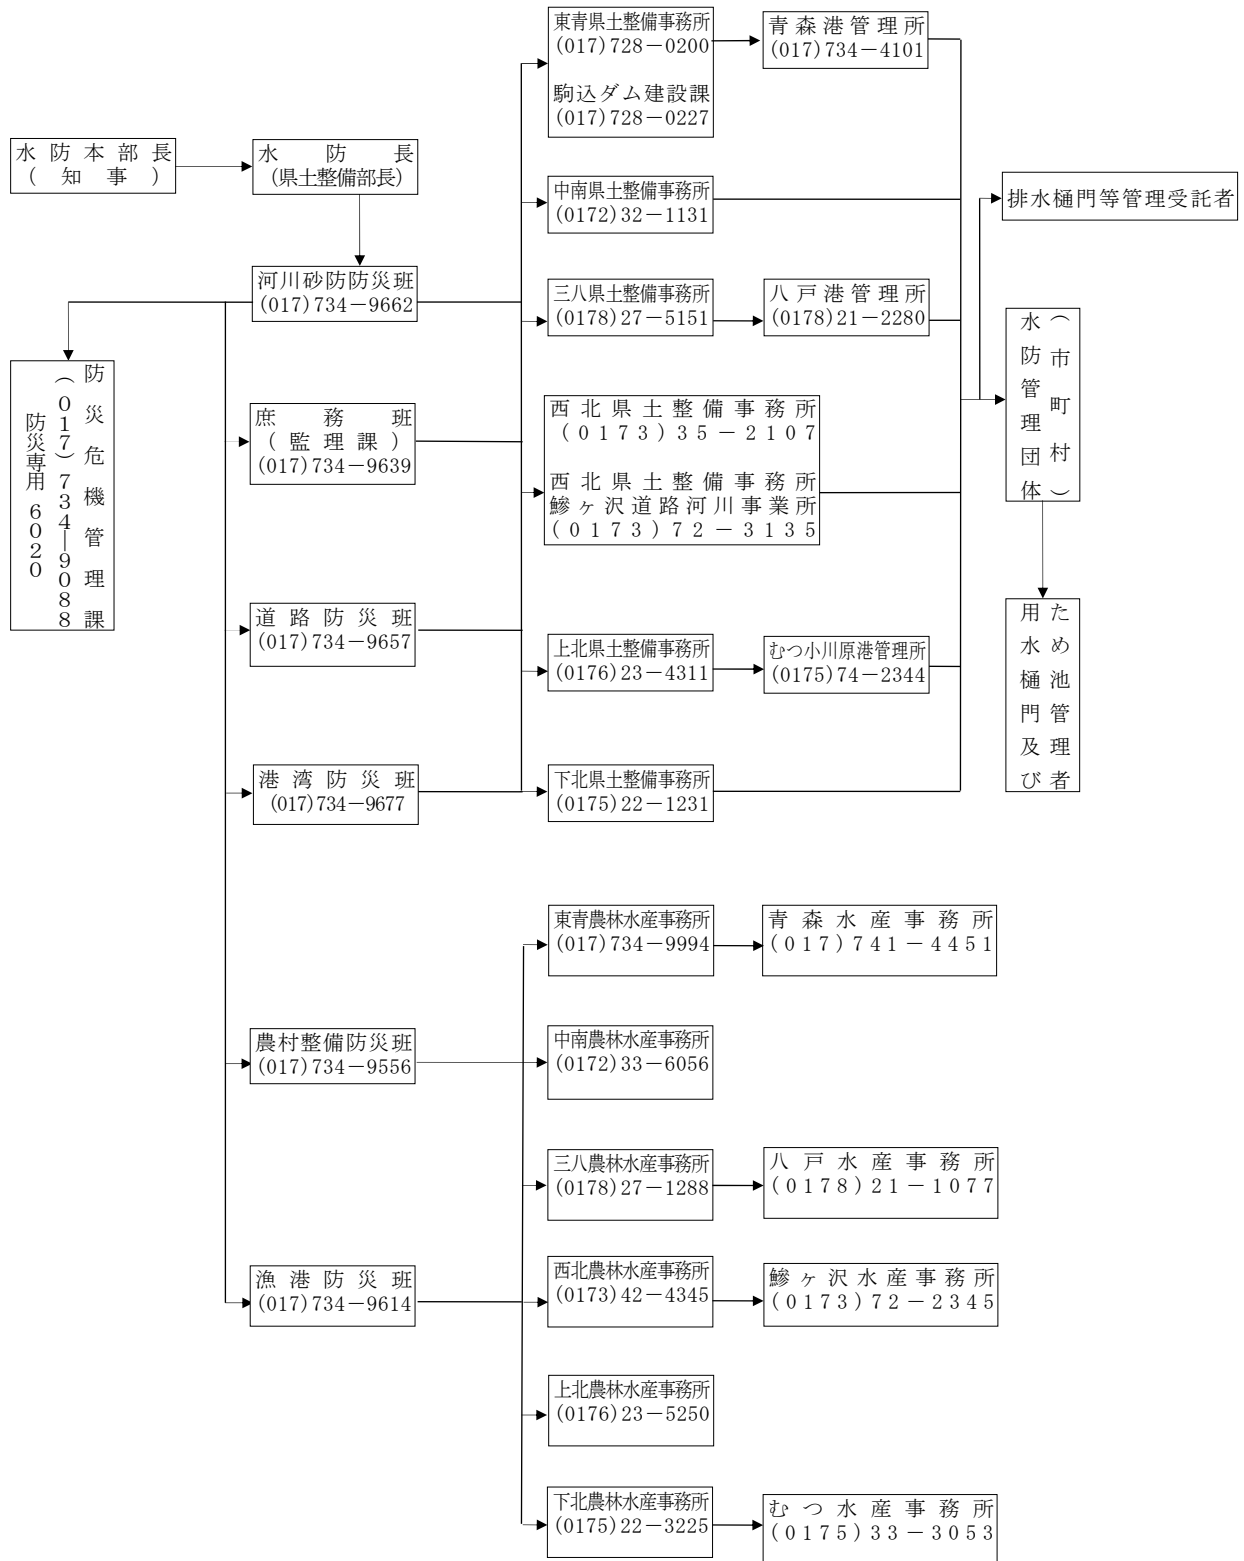 東青県土整備事務所
(017)728－0200
駒込ダム建設課
(017)728－0227
青森港管理所
(017)734－4101
水防本部長
(知事)
水防長
(県土整備部長)
中南県土整備事務所
(0172)32－1131
排水樋門等管理受託者
河川砂防防災班
(017)734－9662
三八県土整備事務所
(0178)27－5151
八戸港管理所
(0178)21－2280
水防管理団体
(市町村)
防災危機管理課
(017)734―9088
防災専用 6020
庶務班
(監理課)
(017)734－9639
西北県土整備事務所
(0173)35－2107
西北県土整備事務所
鰺ヶ沢道路河川事業所
(0173)72－3135
道路防災班
(017)734－9657
上北県土整備事務所
(0176)23－4311
むつ小川原港管理所
(0175)74－2344
用水樋門及び
ため池管理者
港湾防災班
(017)734－9677
下北県土整備事務所
(0175)22－1231
東青農林水産事務所
(017)734－9994
青森水産事務所
(017)741－4451
農村整備防災班
(017)734－9556
中南農林水産事務所
(0172)33－6056
三八農林水産事務所
(0178)27－1288
八戸水産事務所
(0178)21－1077
漁港防災班
(017)734－9614
西北農林水産事務所
(0173)42－4345
鰺ヶ沢水産事務所
(0173)72－2345
上北農林水産事務所
(0176)23－5250
下北農林水産事務所
(0175)22－3225
むつ水産事務所
(0175)33－3053